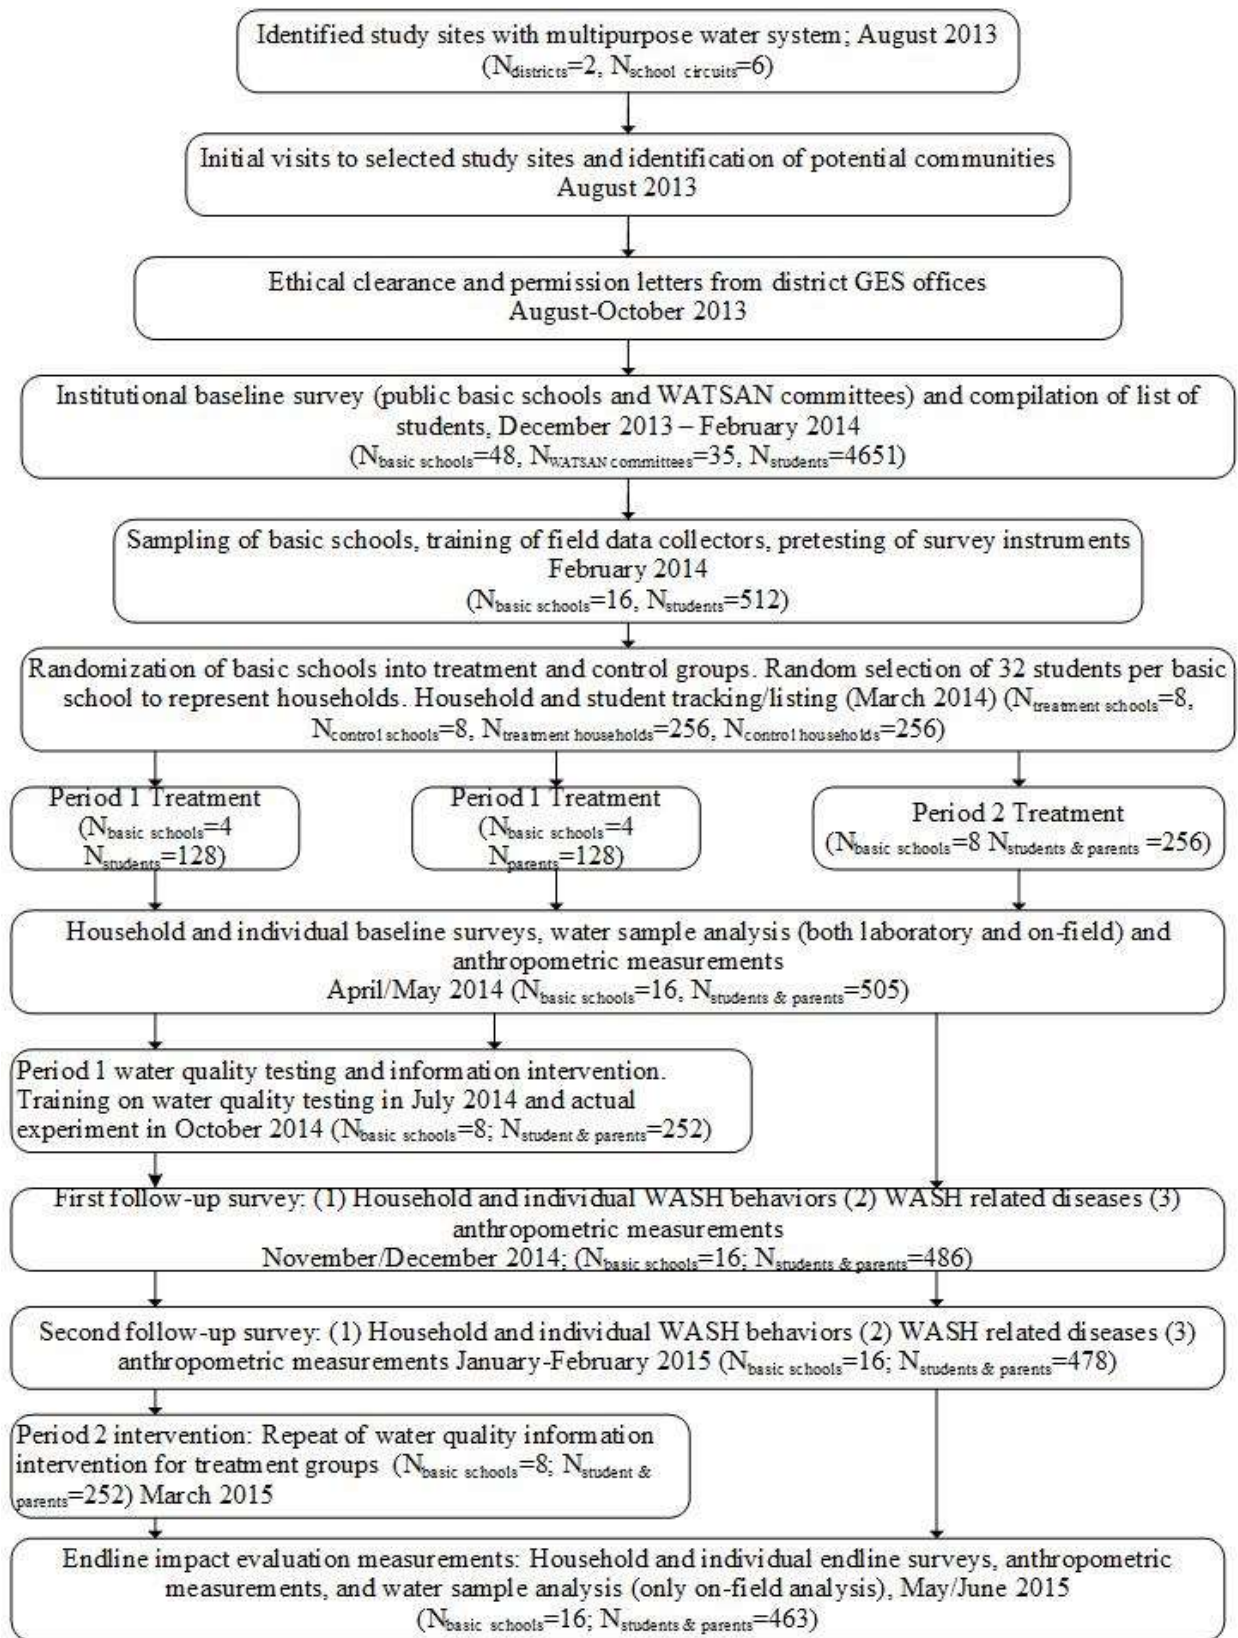 Identified study sites with multipurpose water system; August 2013
(Ndistricts=2, Nschool circuits=6)
Initial visits to selected study sites and identification of potential communities
August 2013
Ethical clearance and permission letters from district GES offices
August-October 2013
Institutional baseline survey (public basic schools and WATSAN committees) and compilation of list of
students, December 2013 – February 2014
(Nbasic schools=48, NWATSAN committees=35, Nstudents=4651)
Sampling of basic schools, training of field data collectors, pretesting of survey instruments
February 2014
(Nbasic schools=16, Nstudents=512)
Randomization of basic schools into treatment and control groups. Random selection of 32 students per basic
school to represent households. Household and student tracking/listing (March 2014) (Ntreatment schools=8,
Ncontrol schools=8, Ntreatment households=256, Ncontrol households=256)
Period 1 Treatment
(Nbasic schools=4
Nstudents=128)
Period 1 Treatment
(Nbasic schools=4
Nparents=128)
Period 2 Treatment
(Nbasic schools=8 Nstudents & parents =256)
Household and individual baseline surveys, water sample analysis (both laboratory and on-field) and
anthropometric measurements
April/May 2014 (Nbasic schools=16, Nstudents & parents=505)
Period 1 water quality testing and information intervention.
Training on water quality testing in July 2014 and actual
experiment in October 2014 (Nbasic schools=8; Nstudent & parents=252)
First follow-up survey: (1) Household and individual WASH behaviors (2) WASH related diseases (3)
anthropometric measurements
November/December 2014; (Nbasic schools=16; Nstudents & parents=486)
Second follow-up survey: (1) Household and individual WASH behaviors (2) WASH related diseases (3)
anthropometric measurements January-February 2015 (Nbasic schools=16; Nstudents & parents=478)
Period 2 intervention: Repeat of water quality information
intervention for treatment groups (Nbasic schools=8; Nstudent &
parents=252) March 2015
Endline impact evaluation measurements: Household and individual endline surveys, anthropometric
measurements, and water sample analysis (only on-field analysis), May/June 2015
(Nbasic schools=16; Nstudents & parents=463)